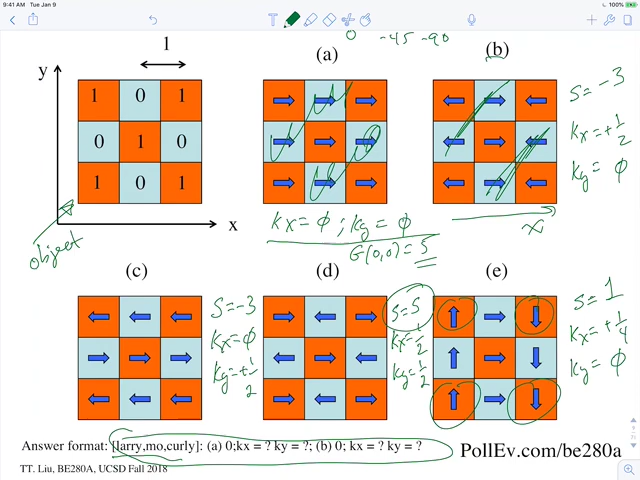 9:41 AM Thu Jan 9
100%
0 -45 -90
1
(a)
(b)
y
1 0 1
0 1 0
1 0 1
x
object
kx = φ ; ky = φ
G(0,0) = 5
x
S = -3
kx = +1/2
ky = φ
(c)
(d)
(e)
S = -3
kx = φ
ky = +1/2
S = 5
kx = 1/2
ky = 1/2
S = 1
kx = +1/4
ky = φ
Answer format: [larry,mo,curly]: (a) 0;kx = ? ky = ?; (b) 0; kx = ? ky = ?
PollEv.com/be280a
TT. Liu, BE280A, UCSD Fall 2018